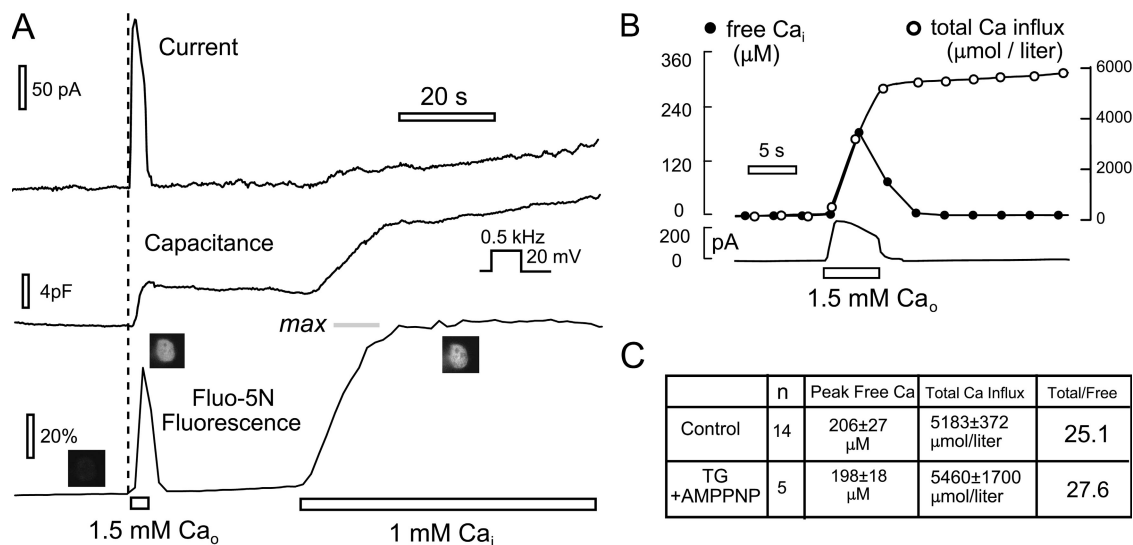 A
Current
50 pA
20 s
Capacitance
0.5 kHz
20 mV
4pF
max
Fluo-5N
Fluorescence
20%
1.5 mM Cao
1 mM Cai
B
free Cai
(μM)
total Ca influx
(μmol / liter)
360
240
120
0
6000
4000
2000
0
5 s
200
0
pA
1.5 mM Cao
C
n Peak Free Ca Total Ca Influx Total/Free
Control 14 206±27 μM 5183±372 μmol/liter 25.1
TG +AMPPNP 5 198±18 μM 5460±1700 μmol/liter 27.6